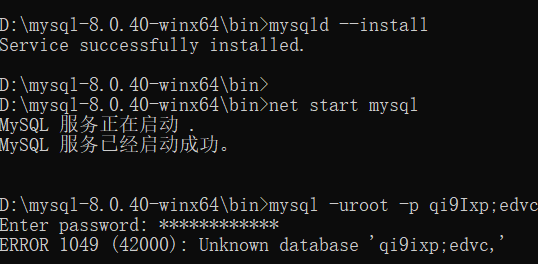 D:\mysql-8.0.40-winx64\bin>mysqld --install
Service successfully installed.
D:\mysql-8.0.40-winx64\bin>
D:\mysql-8.0.40-winx64\bin>net start mysql
MySQL 服务正在启动 .
MySQL 服务已经启动成功。
D:\mysql-8.0.40-winx64\bin>mysql -uroot -p qi9Ixp;edvc
Enter password: ************
ERROR 1049 (42000): Unknown database 'qi9ixp;edvc,'